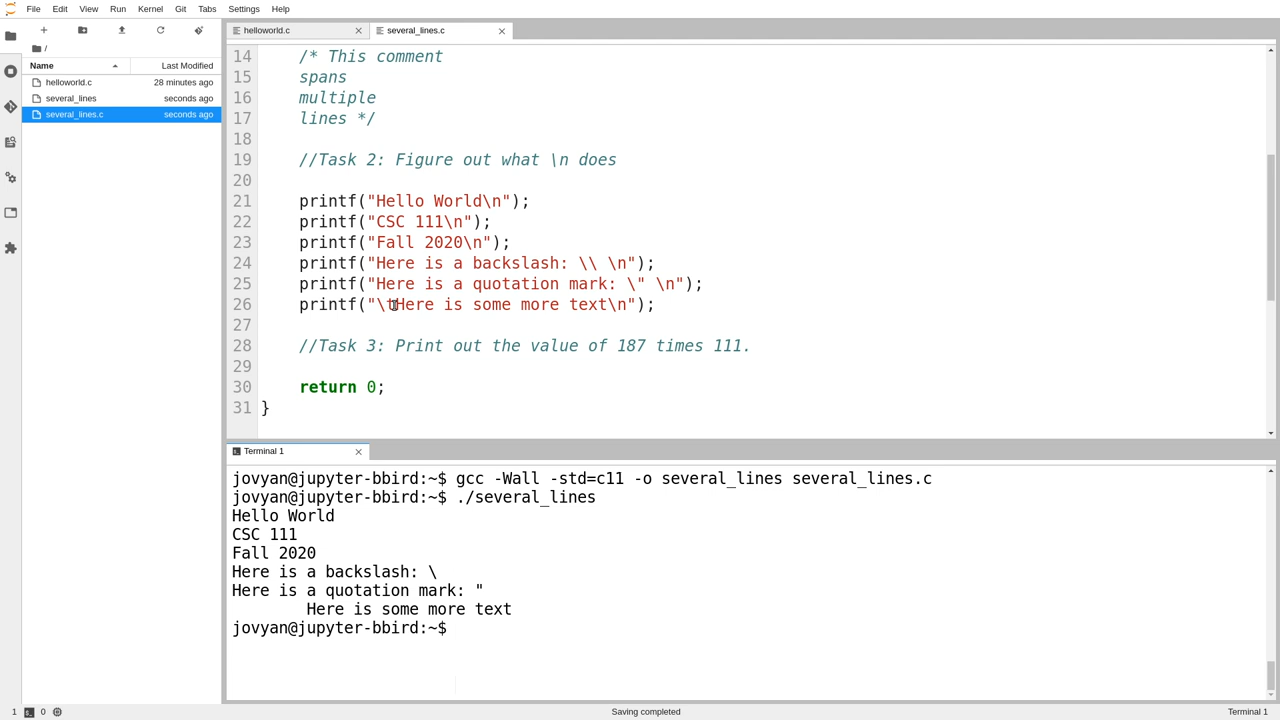 File Edit View Run Kernel Git Tabs Settings Help
helloworld.c
several_lines.c
/
Name Last Modified
helloworld.c 28 minutes ago
several_lines seconds ago
several_lines.c seconds ago
14 /* This comment
15 spans
16 multiple
17 lines */
18
19 //Task 2: Figure out what \n does
20
21 printf("Hello World\n");
22 printf("CSC 111\n");
23 printf("Fall 2020\n");
24 printf("Here is a backslash: \\ \n");
25 printf("Here is a quotation mark: \" \n");
26 printf("\tHere is some more text\n");
27
28 //Task 3: Print out the value of 187 times 111.
29
30 return 0;
31 }
Terminal 1
jovyan@jupyter-bbird:~$ gcc -Wall -std=c11 -o several_lines several_lines.c
jovyan@jupyter-bbird:~$ ./several_lines
Hello World
CSC 111
Fall 2020
Here is a backslash: \
Here is a quotation mark: "
Here is some more text
jovyan@jupyter-bbird:~$
1 0 Saving completed Terminal 1